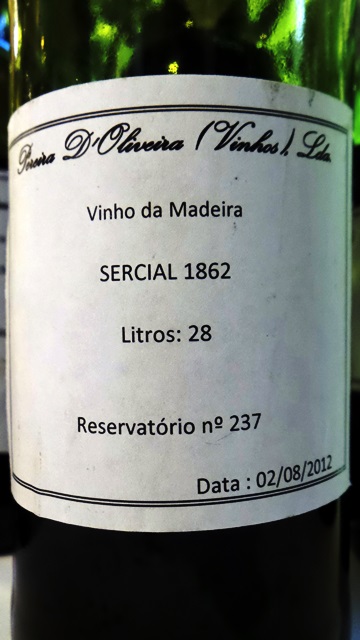 Pereira D'Oliveira (Vinhos), Lda.
Vinho da Madeira
SERCIAL 1862
Litros: 28
Reservatório nº 237
Data : 02/08/2012